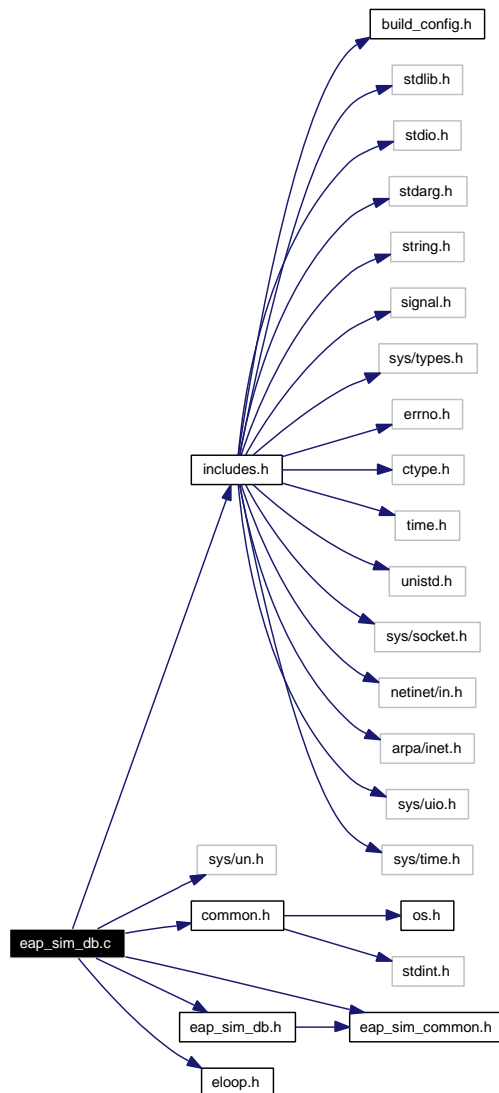 build_config.h
stdlib.h
stdio.h
stdarg.h
string.h
signal.h
sys/types.h
errno.h
includes.h
ctype.h
time.h
unistd.h
sys/socket.h
netinet/in.h
arpa/inet.h
sys/uio.h
sys/time.h
sys/un.h
common.h
os.h
eap_sim_db.c
stdint.h
eap_sim_db.h
eap_sim_common.h
eloop.h